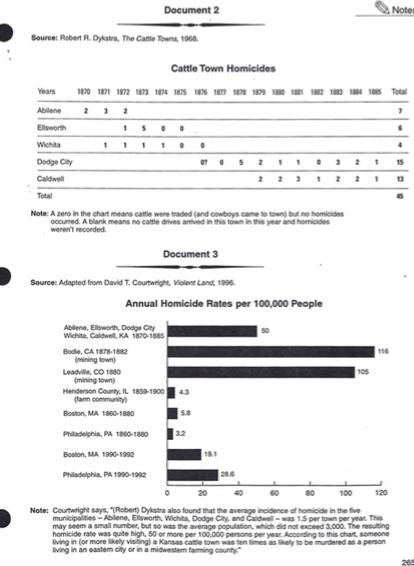 Document 2
Notes
Source: Robert R. Dykstra, The Cattle Towns, 1968.
Cattle Town Homicides
Years 1870 1871 1872 1873 1874 1875 1876 1877 1878 1879 1880 1881 1882 1883 1884 1885 Total
Abilene 2 3 2 7
Ellsworth 1 5 0 0 6
Wichita 1 1 1 1 0 0 4
Dodge City 0? 0 5 2 1 1 0 3 2 1 15
Caldwell 2 2 3 1 2 2 1 13
Total 45
Note: A zero in the chart means cattle were traded (and cowboys came to town) but no homicides
occurred. A blank means no cattle drives arrived in this town in this year and homicides
weren't recorded.
Document 3
Source: Adapted from David T. Courtwright, Violent Land, 1996.
Annual Homicide Rates per 100,000 People
Abilene, Ellsworth, Dodge City
Wichita, Caldwell, KA 1870-1885
50
Bodie, CA 1878-1882
(mining town)
116
Leadville, CO 1880
(mining town)
105
Henderson County, IL 1859-1900
(farm community)
4.3
Boston, MA 1860-1880
5.8
Philadelphia, PA 1860-1880
3.2
Boston, MA 1990-1992
19.1
Philadelphia, PA 1990-1992
28.6
0 20 40 60 80 100 120
Note: Courtwright says, "(Robert) Dykstra also found that the average incidence of homicide in the five
municipalities – Abilene, Ellsworth, Wichita, Dodge City, and Caldwell – was 1.5 per town per year. This
may seem a small number, but so was the average population, which did not exceed 3,000. The resulting
homicide rate was quite high, 50 or more per 100,000 persons per year. According to this chart, someone
living in (or more likely visiting) a Kansas cattle town was ten times as likely to be murdered as a person
living in an eastern city or in a midwestern farming county."
263